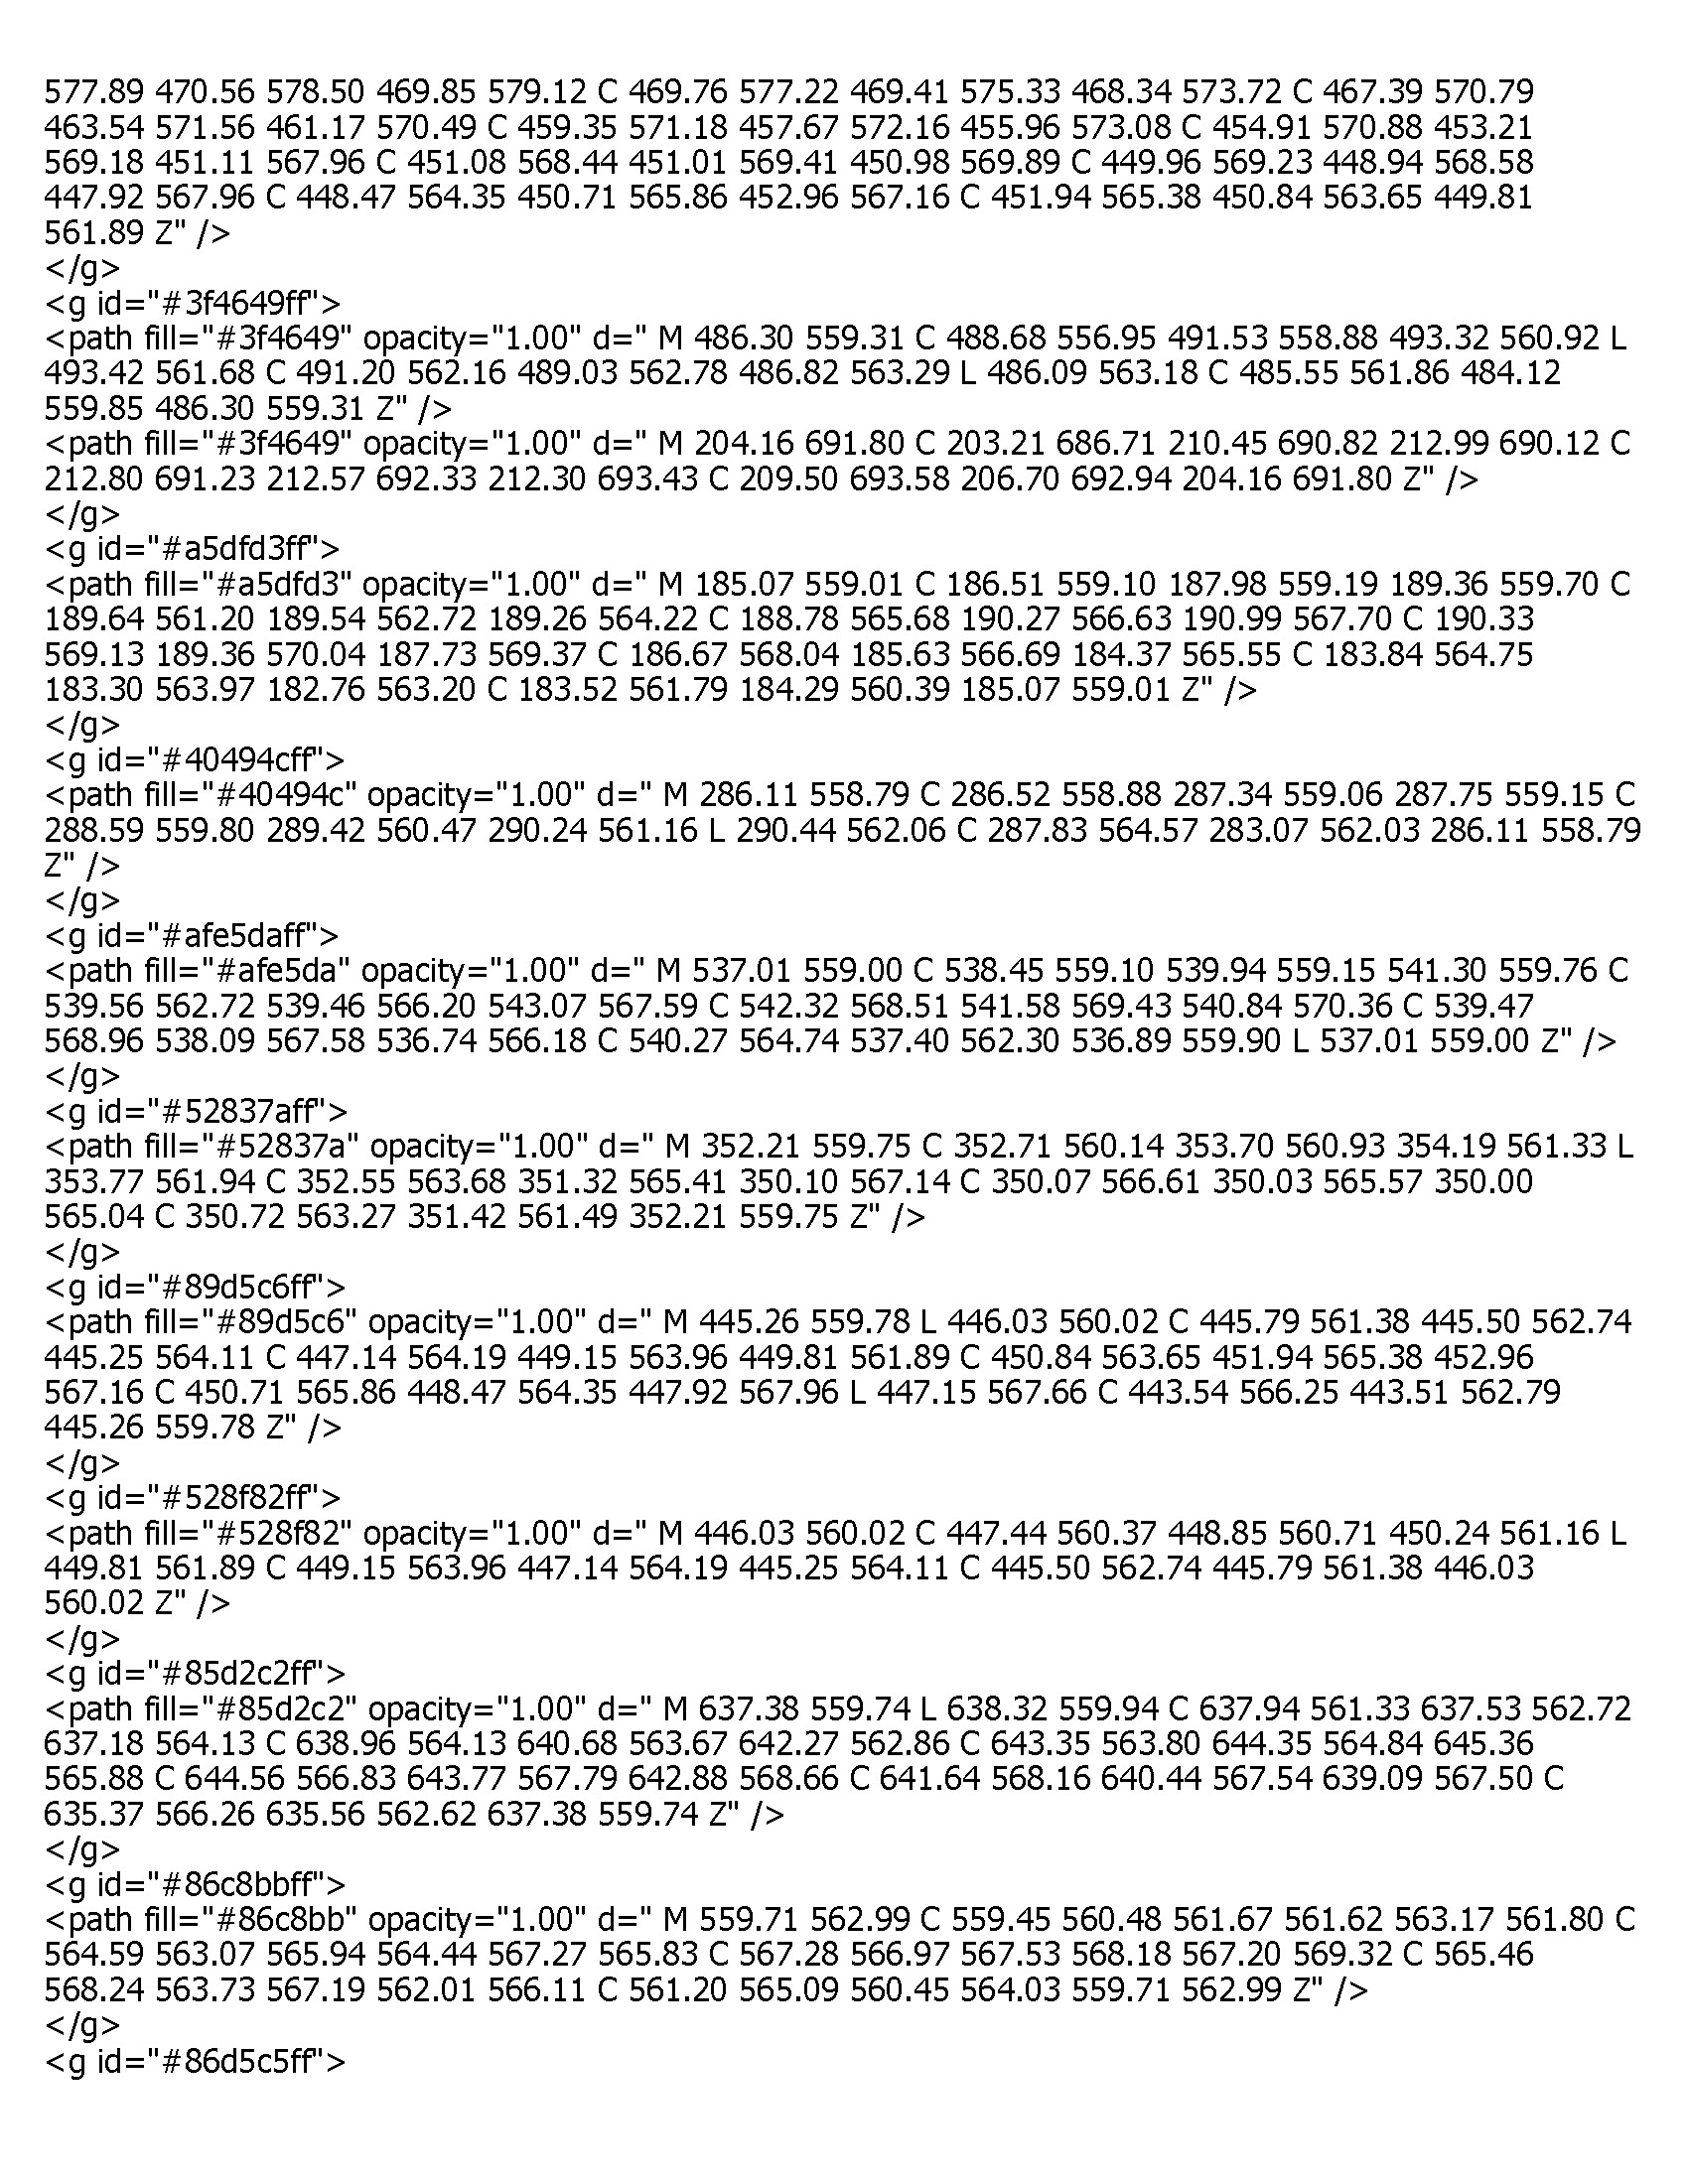 577.89 470.56 578.50 469.85 579.12 C 469.76 577.22 469.41 575.33 468.34 573.72 C 467.39 570.79
463.54 571.56 461.17 570.49 C 459.35 571.18 457.67 572.16 455.96 573.08 C 454.91 570.88 453.21
569.18 451.11 567.96 C 451.08 568.44 451.01 569.41 450.98 569.89 C 449.96 569.23 448.94 568.58
447.92 567.96 C 448.47 564.35 450.71 565.86 452.96 567.16 C 451.94 565.38 450.84 563.65 449.81
561.89 Z" />
</g>
<g id="#3f4649ff">
<path fill="#3f4649" opacity="1.00" d=" M 486.30 559.31 C 488.68 556.95 491.53 558.88 493.32 560.92 L
493.42 561.68 C 491.20 562.16 489.03 562.78 486.82 563.29 L 486.09 563.18 C 485.55 561.86 484.12
559.85 486.30 559.31 Z" />
<path fill="#3f4649" opacity="1.00" d=" M 204.16 691.80 C 203.21 686.71 210.45 690.82 212.99 690.12 C
212.80 691.23 212.57 692.33 212.30 693.43 C 209.50 693.58 206.70 692.94 204.16 691.80 Z" />
</g>
<g id="#a5dfd3ff">
<path fill="#a5dfd3" opacity="1.00" d=" M 185.07 559.01 C 186.51 559.10 187.98 559.19 189.36 559.70 C
189.64 561.20 189.54 562.72 189.26 564.22 C 188.78 565.68 190.27 566.63 190.99 567.70 C 190.33
569.13 189.36 570.04 187.73 569.37 C 186.67 568.04 185.63 566.69 184.37 565.55 C 183.84 564.75
183.30 563.97 182.76 563.20 C 183.52 561.79 184.29 560.39 185.07 559.01 Z" />
</g>
<g id="#40494cff">
<path fill="#40494c" opacity="1.00" d=" M 286.11 558.79 C 286.52 558.88 287.34 559.06 287.75 559.15 C
288.59 559.80 289.42 560.47 290.24 561.16 L 290.44 562.06 C 287.83 564.57 283.07 562.03 286.11 558.79
Z" />
</g>
<g id="#afe5daff">
<path fill="#afe5da" opacity="1.00" d=" M 537.01 559.00 C 538.45 559.10 539.94 559.15 541.30 559.76 C
539.56 562.72 539.46 566.20 543.07 567.59 C 542.32 568.51 541.58 569.43 540.84 570.36 C 539.47
568.96 538.09 567.58 536.74 566.18 C 540.27 564.74 537.40 562.30 536.89 559.90 L 537.01 559.00 Z" />
</g>
<g id="#52837aff">
<path fill="#52837a" opacity="1.00" d=" M 352.21 559.75 C 352.71 560.14 353.70 560.93 354.19 561.33 L
353.77 561.94 C 352.55 563.68 351.32 565.41 350.10 567.14 C 350.07 566.61 350.03 565.57 350.00
565.04 C 350.72 563.27 351.42 561.49 352.21 559.75 Z" />
</g>
<g id="#89d5c6ff">
<path fill="#89d5c6" opacity="1.00" d=" M 445.26 559.78 L 446.03 560.02 C 445.79 561.38 445.50 562.74
445.25 564.11 C 447.14 564.19 449.15 563.96 449.81 561.89 C 450.84 563.65 451.94 565.38 452.96
567.16 C 450.71 565.86 448.47 564.35 447.92 567.96 L 447.15 567.66 C 443.54 566.25 443.51 562.79
445.26 559.78 Z" />
</g>
<g id="#528f82ff">
<path fill="#528f82" opacity="1.00" d=" M 446.03 560.02 C 447.44 560.37 448.85 560.71 450.24 561.16 L
449.81 561.89 C 449.15 563.96 447.14 564.19 445.25 564.11 C 445.50 562.74 445.79 561.38 446.03
560.02 Z" />
</g>
<g id="#85d2c2ff">
<path fill="#85d2c2" opacity="1.00" d=" M 637.38 559.74 L 638.32 559.94 C 637.94 561.33 637.53 562.72
637.18 564.13 C 638.96 564.13 640.68 563.67 642.27 562.86 C 643.35 563.80 644.35 564.84 645.36
565.88 C 644.56 566.83 643.77 567.79 642.88 568.66 C 641.64 568.16 640.44 567.54 639.09 567.50 C
635.37 566.26 635.56 562.62 637.38 559.74 Z" />
</g>
<g id="#86c8bbff">
<path fill="#86c8bb" opacity="1.00" d=" M 559.71 562.99 C 559.45 560.48 561.67 561.62 563.17 561.80 C
564.59 563.07 565.94 564.44 567.27 565.83 C 567.28 566.97 567.53 568.18 567.20 569.32 C 565.46
568.24 563.73 567.19 562.01 566.11 C 561.20 565.09 560.45 564.03 559.71 562.99 Z" />
</g>
<g id="#86d5c5ff">